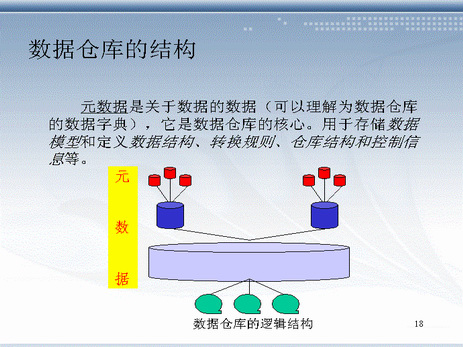 数据仓库的结构
元数据是关于数据的数据（可以理解为数据仓库
的数据字典），它是数据仓库的核心。用于存储数据
模型和定义数据结构、转换规则、仓库结构和控制信
息等。
元
数
据
数据仓库的逻辑结构
18